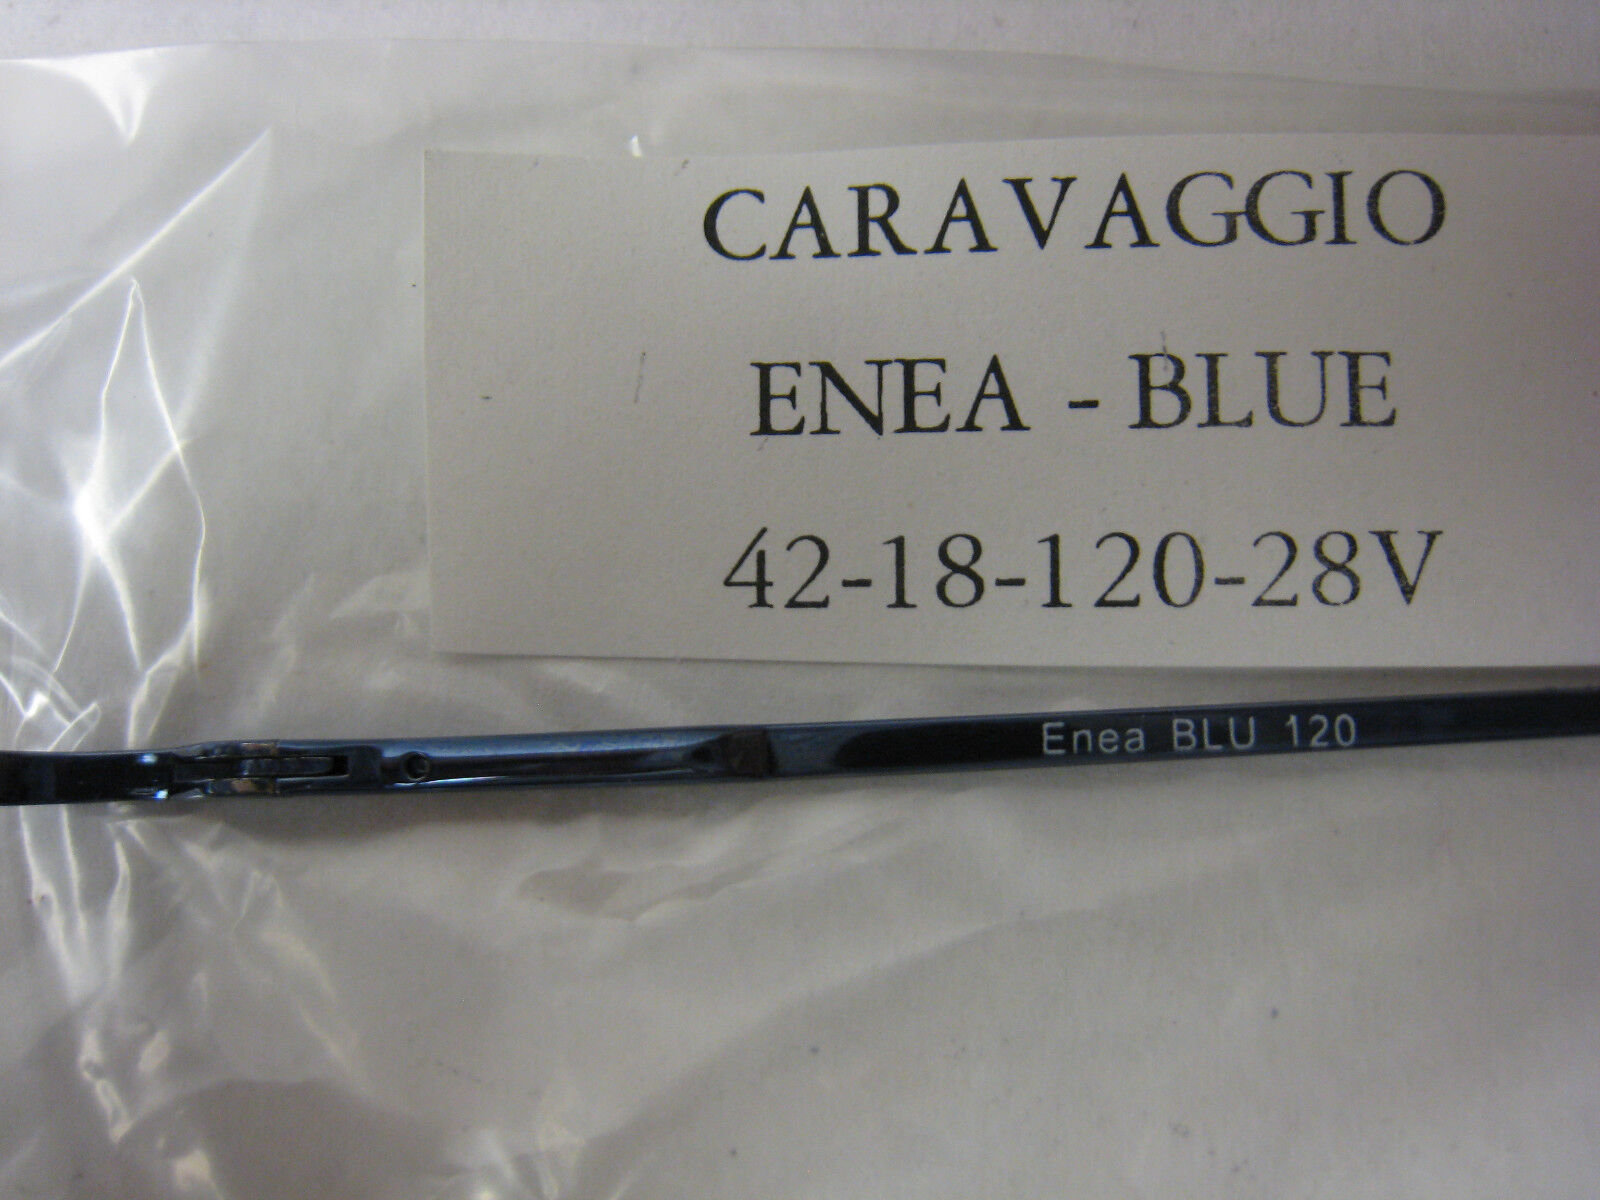 CARAVAGGIO
ENEA - BLUE
42-18-120-28V
Enea BLU 120